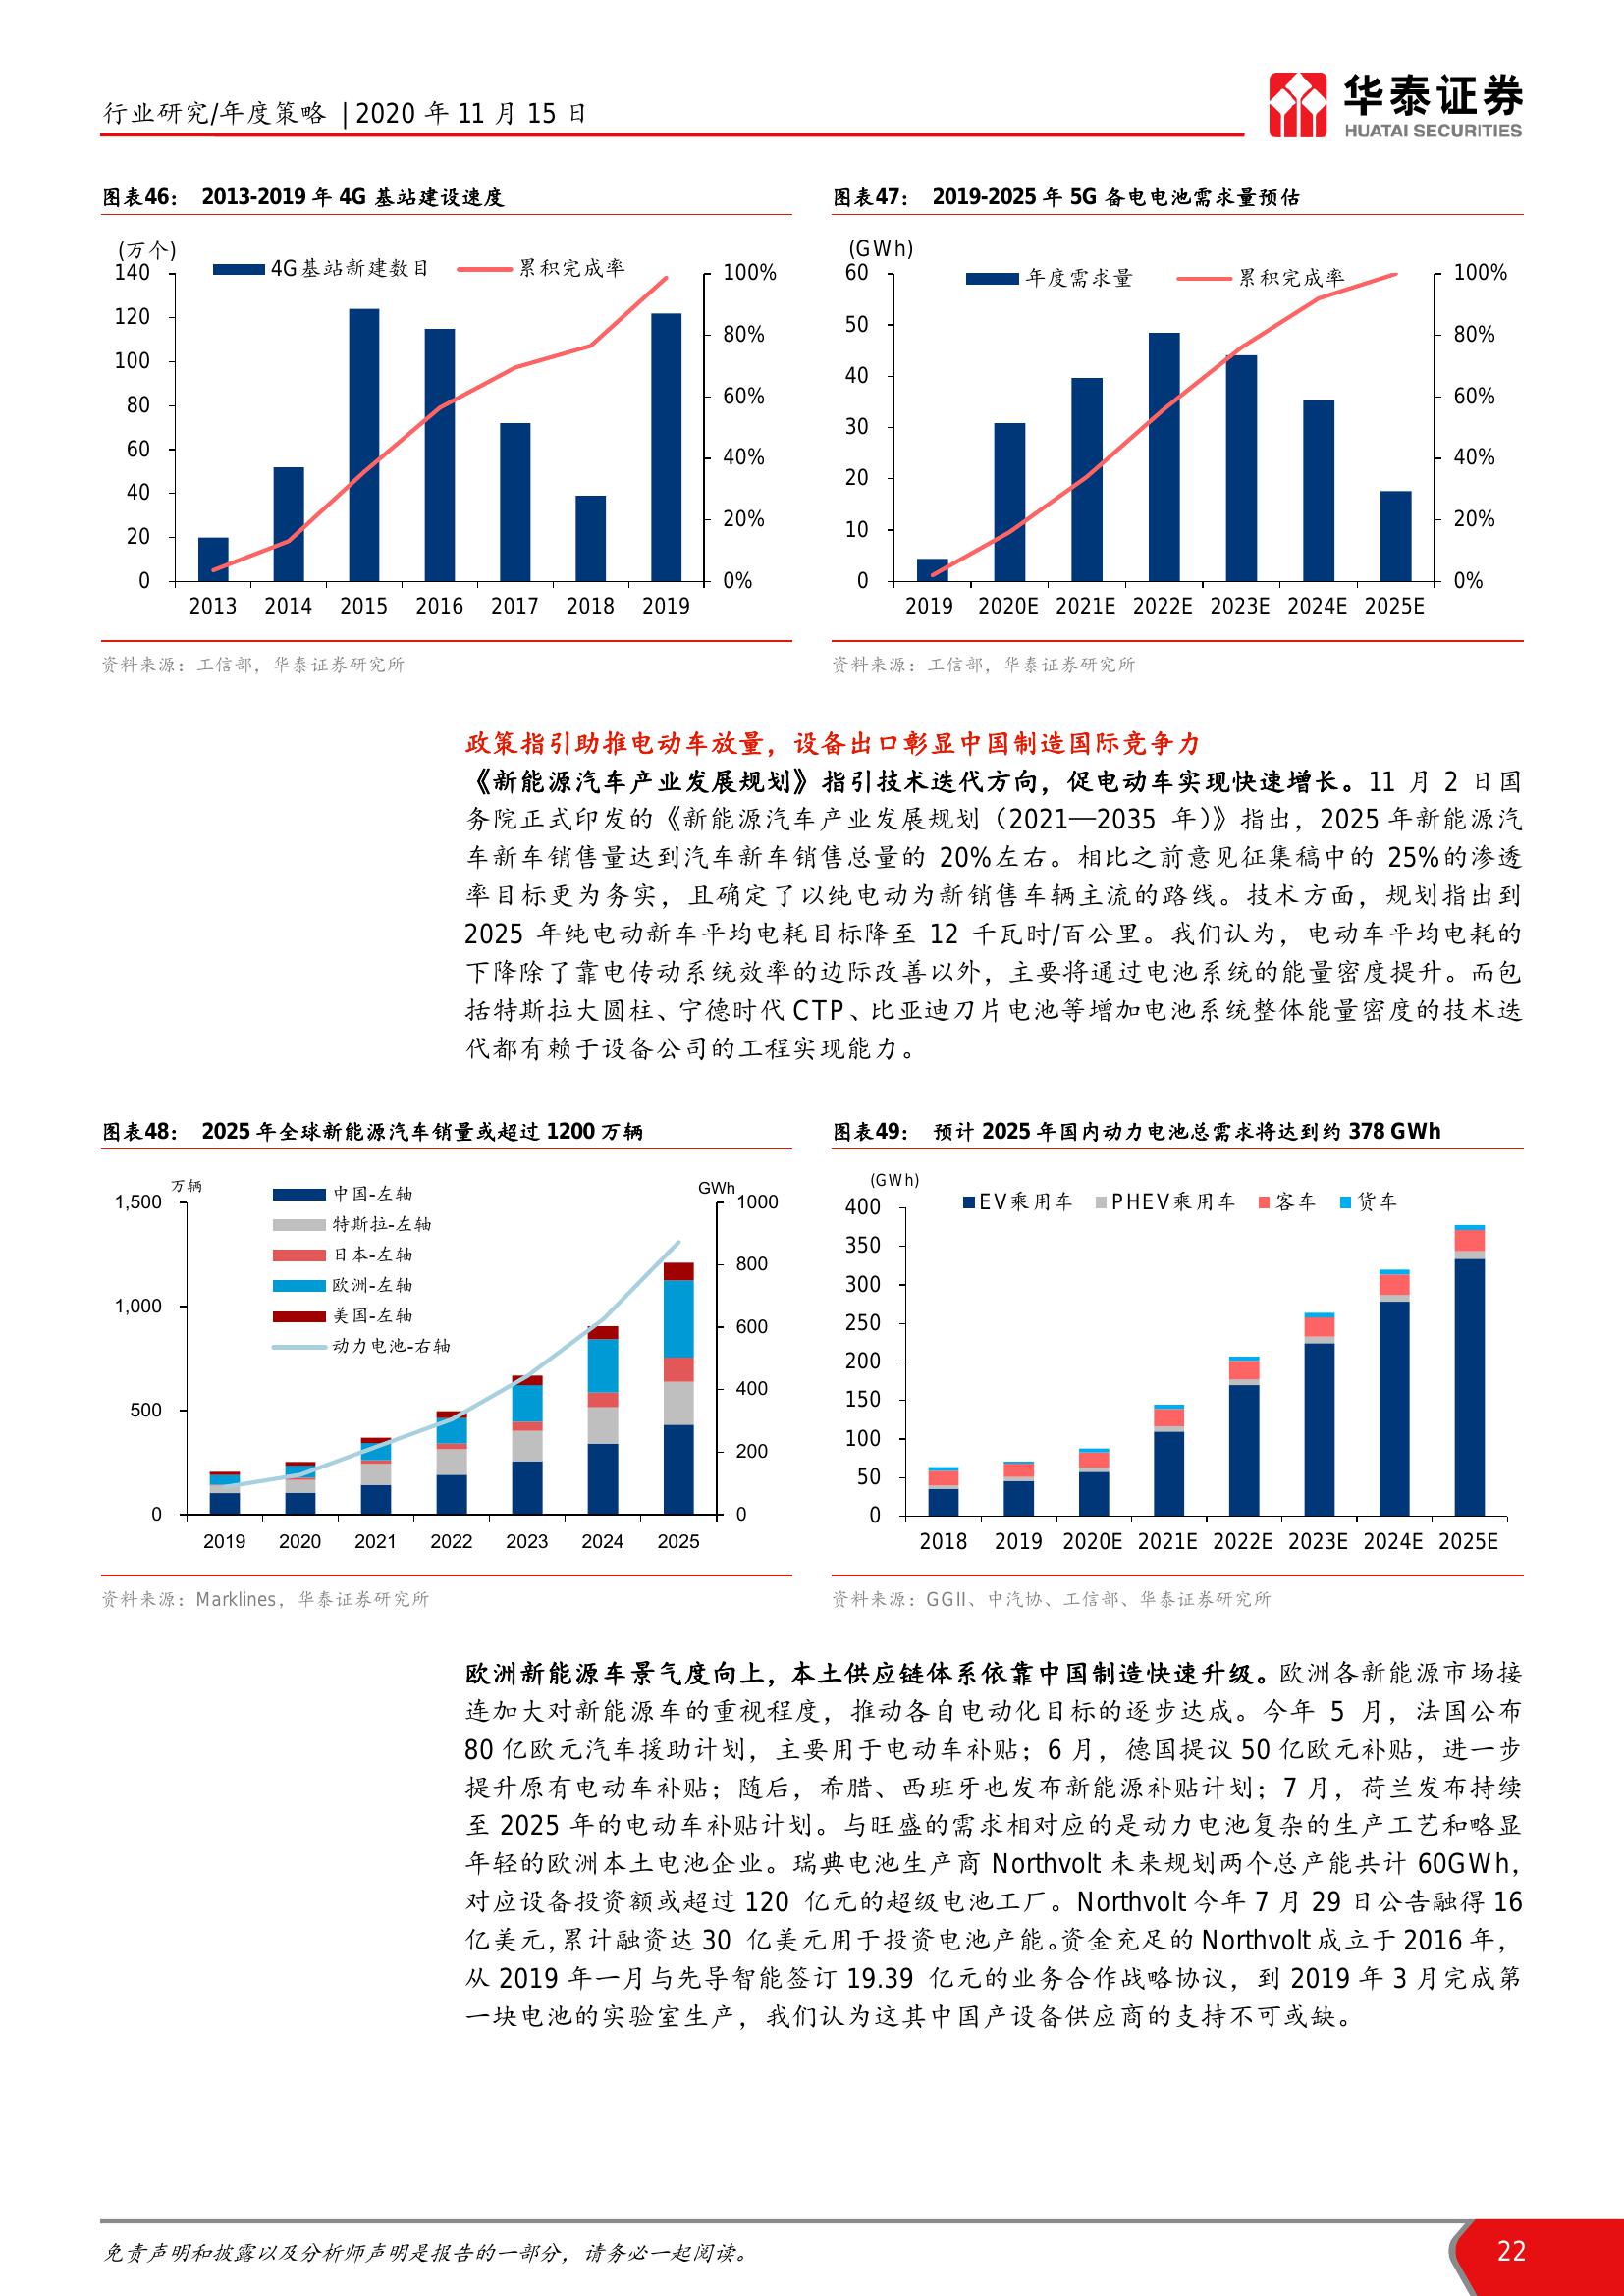 行业研究/年度策略 | 2020 年 11 月 15 日
华泰证券
HUATAI SECURITIES
图表46： 2013-2019 年 4G 基站建设速度
(万个)
4G基站新建数目 累积完成率
140
120
100
80
60
40
20
0
100%
80%
60%
40%
20%
0%
2013 2014 2015 2016 2017 2018 2019
资料来源：工信部，华泰证券研究所
图表47： 2019-2025 年 5G 备电电池需求量预估
(GWh)
年度需求量 累积完成率
60
50
40
30
20
10
0
100%
80%
60%
40%
20%
0%
2019 2020E 2021E 2022E 2023E 2024E 2025E
资料来源：工信部，华泰证券研究所
政策指引助推电动车放量，设备出口彰显中国制造国际竞争力
《新能源汽车产业发展规划》指引技术迭代方向，促电动车实现快速增长。11 月 2 日国
务院正式印发的《新能源汽车产业发展规划（2021—2035 年）》指出，2025 年新能源汽
车新车销售量达到汽车新车销售总量的 20%左右。相比之前意见征集稿中的 25%的渗透
率目标更为务实，且确定了以纯电动为新销售车辆主流的路线。技术方面，规划指出到
2025 年纯电动新车平均电耗目标降至 12 千瓦时/百公里。我们认为，电动车平均电耗的
下降除了靠电传动系统效率的边际改善以外，主要将通过电池系统的能量密度提升。而包
括特斯拉大圆柱、宁德时代 CTP、比亚迪刀片电池等增加电池系统整体能量密度的技术迭
代都有赖于设备公司的工程实现能力。
图表48： 2025 年全球新能源汽车销量或超过 1200 万辆
万辆
GWh
中国-左轴
特斯拉-左轴
日本-左轴
欧洲-左轴
美国-左轴
动力电池-右轴
1,500
1,000
500
0
1000
800
600
400
200
0
2019 2020 2021 2022 2023 2024 2025
资料来源：Marklines，华泰证券研究所
图表49： 预计 2025 年国内动力电池总需求将达到约 378 GWh
(GWh)
EV乘用车 PHEV乘用车 客车 货车
400
350
300
250
200
150
100
50
0
2018 2019 2020E 2021E 2022E 2023E 2024E 2025E
资料来源：GGII、中汽协、工信部、华泰证券研究所
欧洲新能源车景气度向上，本土供应链体系依靠中国制造快速升级。欧洲各新能源市场接
连加大对新能源车的重视程度，推动各自电动化目标的逐步达成。今年 5 月，法国公布
80 亿欧元汽车援助计划，主要用于电动车补贴；6 月，德国提议 50 亿欧元补贴，进一步
提升原有电动车补贴；随后，希腊、西班牙也发布新能源补贴计划；7 月，荷兰发布持续
至 2025 年的电动车补贴计划。与旺盛的需求相对应的是动力电池复杂的生产工艺和略显
年轻的欧洲本土电池企业。瑞典电池生产商 Northvolt 未来规划两个总产能共计 60GWh，
对应设备投资额或超过 120 亿元的超级电池工厂。Northvolt 今年 7 月 29 日公告融得 16
亿美元，累计融资达 30 亿美元用于投资电池产能。资金充足的 Northvolt 成立于 2016 年，
从 2019 年一月与先导智能签订 19.39 亿元的业务合作战略协议，到 2019 年 3 月完成第
一块电池的实验室生产，我们认为这其中国产设备供应商的支持不可或缺。
免责声明和披露以及分析师声明是报告的一部分，请务必一起阅读。
22